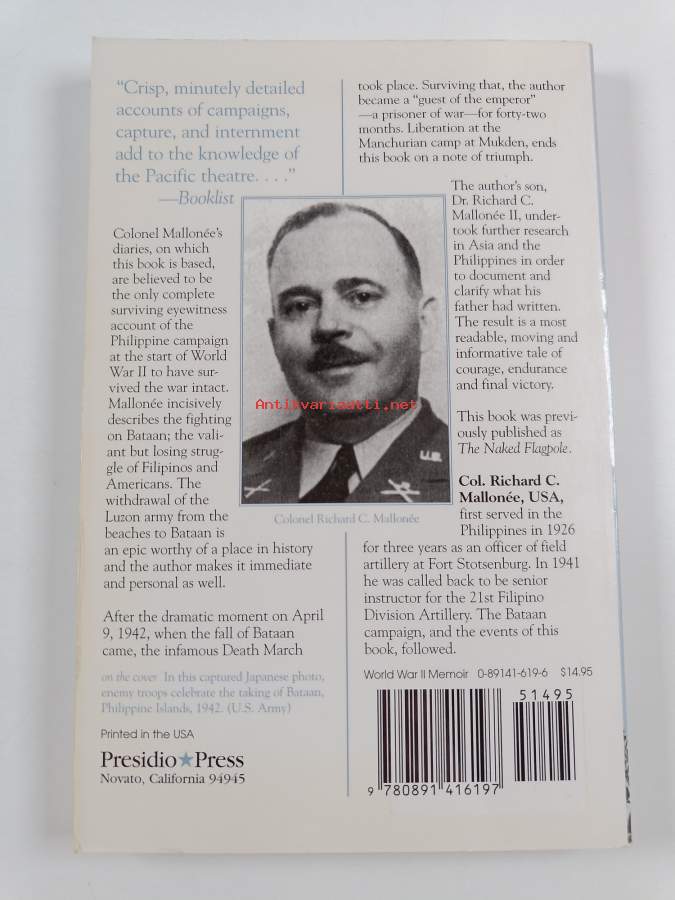 “Crisp, minutely detailed
accounts of campaigns,
capture, and internment
add to the knowledge of
the Pacific theatre. . . .”
—Booklist
Colonel Mallonée’s
diaries, on which
this book is based,
are believed to be
the only complete
surviving eyewitness
account of the
Philippine campaign
at the start of World
War II to have sur-
vived the war intact.
Mallonée incisively
describes the fighting
on Bataan; the vali-
ant but losing strug-
gle of Filipinos and
Americans. The
withdrawal of the
Luzon army from the
beaches to Bataan is
an epic worthy of a place in history
and the author makes it immediate
and personal as well.
After the dramatic moment on April
9, 1942, when the fall of Bataan
came, the infamous Death March
took place. Surviving that, the author
became a “guest of the emperor”
—a prisoner of war—for forty-two
months. Liberation at the
Manchurian camp at Mukden, ends
this book on a note of triumph.
The author’s son,
Dr. Richard C.
Mallonée II, under-
took further research
in Asia and the
Philippines in order
to document and
clarify what his
father had written.
The result is a most
readable, moving and
informative tale of
courage, endurance
and final victory.
This book was previ-
ously published as
The Naked Flagpole.
Col. Richard C.
Mallonée, USA,
first served in the
Philippines in 1926
for three years as an officer of field
artillery at Fort Stotsenburg. In 1941
he was called back to be senior
instructor for the 21st Filipino
Division Artillery. The Bataan
campaign, and the events of this
book, followed.
U.S.
Antikvariaatti.net
Colonel Richard C. Mallonée
on the cover In this captured Japanese photo,
enemy troops celebrate the taking of Bataan,
Philippine Islands, 1942. (U.S. Army)
Printed in the USA
Presidio★Press
Novato, California 94945
World War II Memoir 0-89141-619-6 $14.95
51495
9 780891 416197